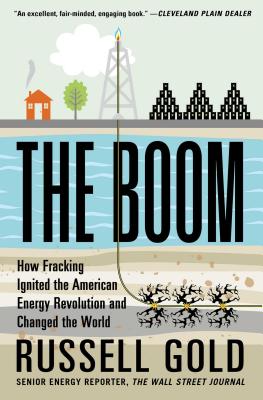 "An excellent, fair-minded, engaging book." —CLEVELAND PLAIN DEALER
THE BOOM
How Fracking
Ignited the American
Energy Revolution and
Changed the World
RUSSELL GOLD
SENIOR ENERGY REPORTER, THE WALL STREET JOURNAL